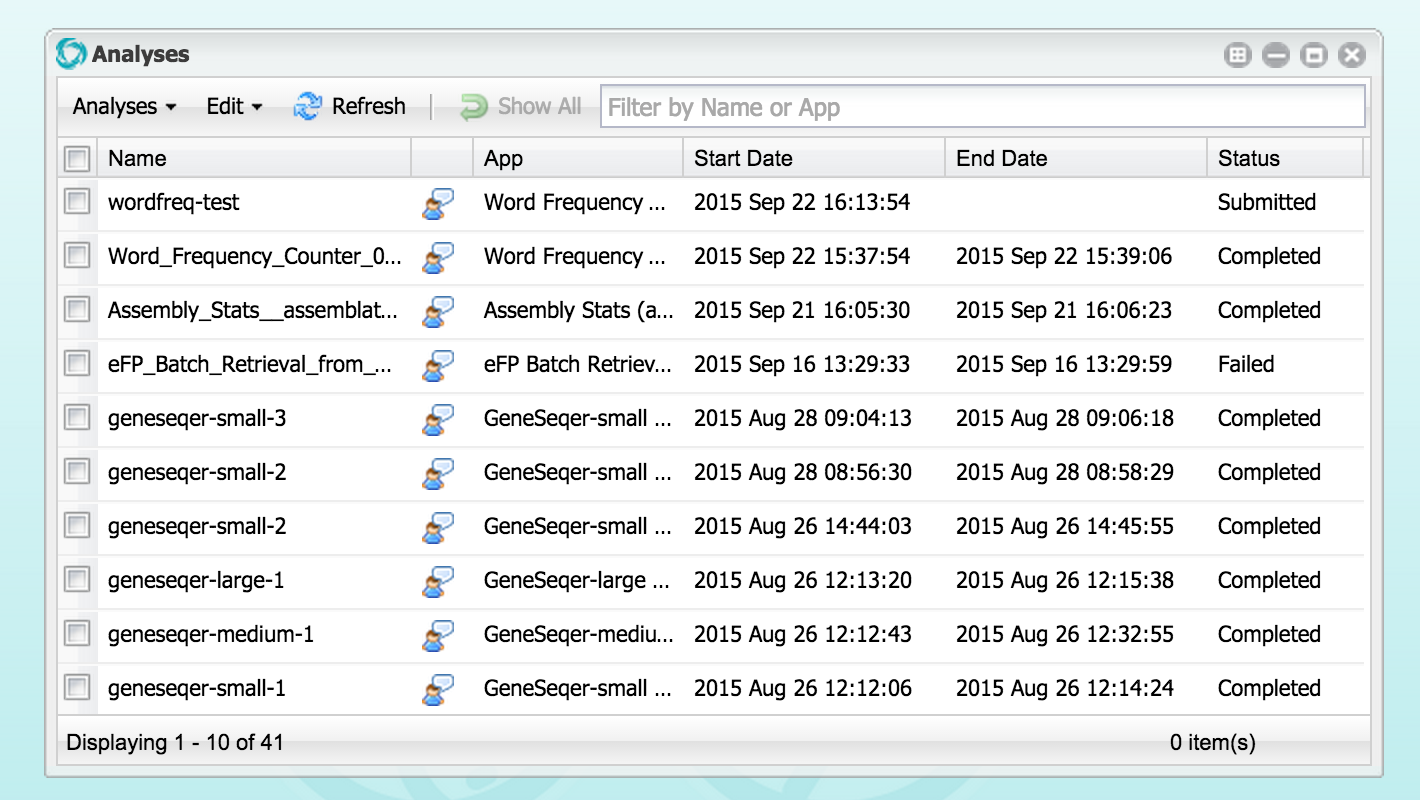 Analyses
Analyses Edit Refresh Show All Filter by Name or App
Name App Start Date End Date Status
wordfreq-test Word Frequency ... 2015 Sep 22 16:13:54 Submitted
Word_Frequency_Counter_0... Word Frequency ... 2015 Sep 22 15:37:54 2015 Sep 22 15:39:06 Completed
Assembly_Stats__assemblat... Assembly Stats (a... 2015 Sep 21 16:05:30 2015 Sep 21 16:06:23 Completed
eFP_Batch_Retrieval_from_... eFP Batch Retriev... 2015 Sep 16 13:29:33 2015 Sep 16 13:29:59 Failed
geneseqer-small-3 GeneSeqer-small ... 2015 Aug 28 09:04:13 2015 Aug 28 09:06:18 Completed
geneseqer-small-2 GeneSeqer-small ... 2015 Aug 28 08:56:30 2015 Aug 28 08:58:29 Completed
geneseqer-small-2 GeneSeqer-small ... 2015 Aug 26 14:44:03 2015 Aug 26 14:45:55 Completed
geneseqer-large-1 GeneSeqer-large ... 2015 Aug 26 12:13:20 2015 Aug 26 12:15:38 Completed
geneseqer-medium-1 GeneSeqer-mediu... 2015 Aug 26 12:12:43 2015 Aug 26 12:32:55 Completed
geneseqer-small-1 GeneSeqer-small ... 2015 Aug 26 12:12:06 2015 Aug 26 12:14:24 Completed
Displaying 1 - 10 of 41 0 item(s)